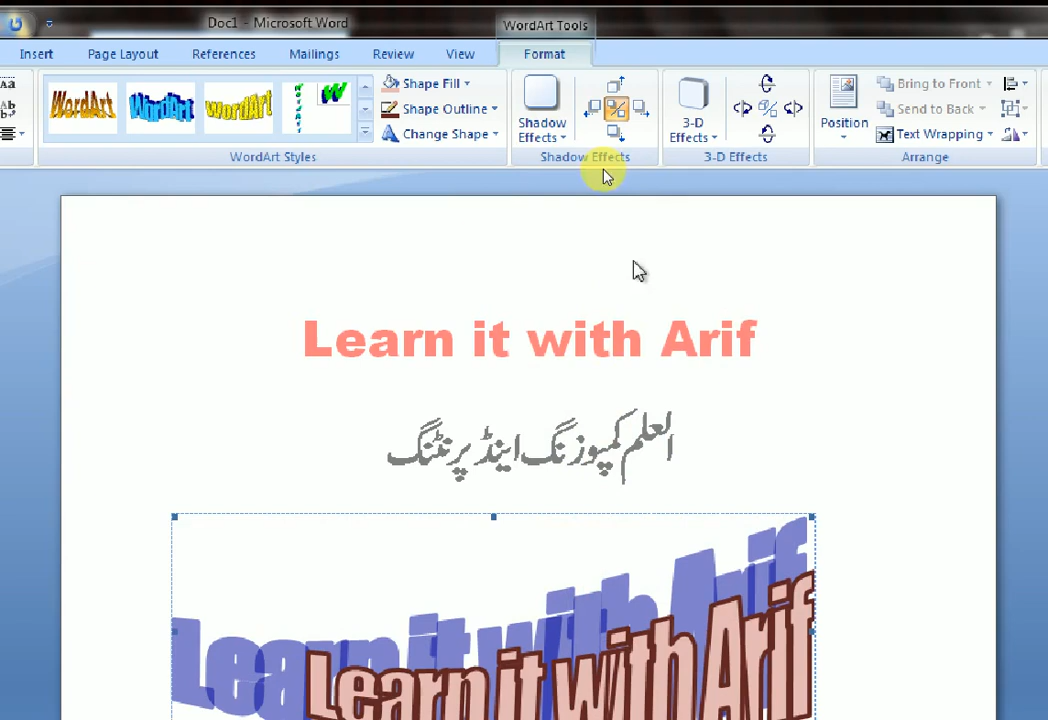 Doc1 - Microsoft Word
WordArt Tools
Insert
Page Layout
References
Mailings
Review
View
Format
Aa
Ab
WordArt
WordArt
WordArt
W
Shape Fill
Shape Outline
Change Shape
WordArt Styles
Shadow
Effects
Shadow Effects
3-D
Effects
3-D Effects
Position
Bring to Front
Send to Back
Text Wrapping
Arrange
Learn it with Arif
العلم کمپوزنگ اینڈ پرنٹنگ
Learn it with Arif
Learn it with Arif